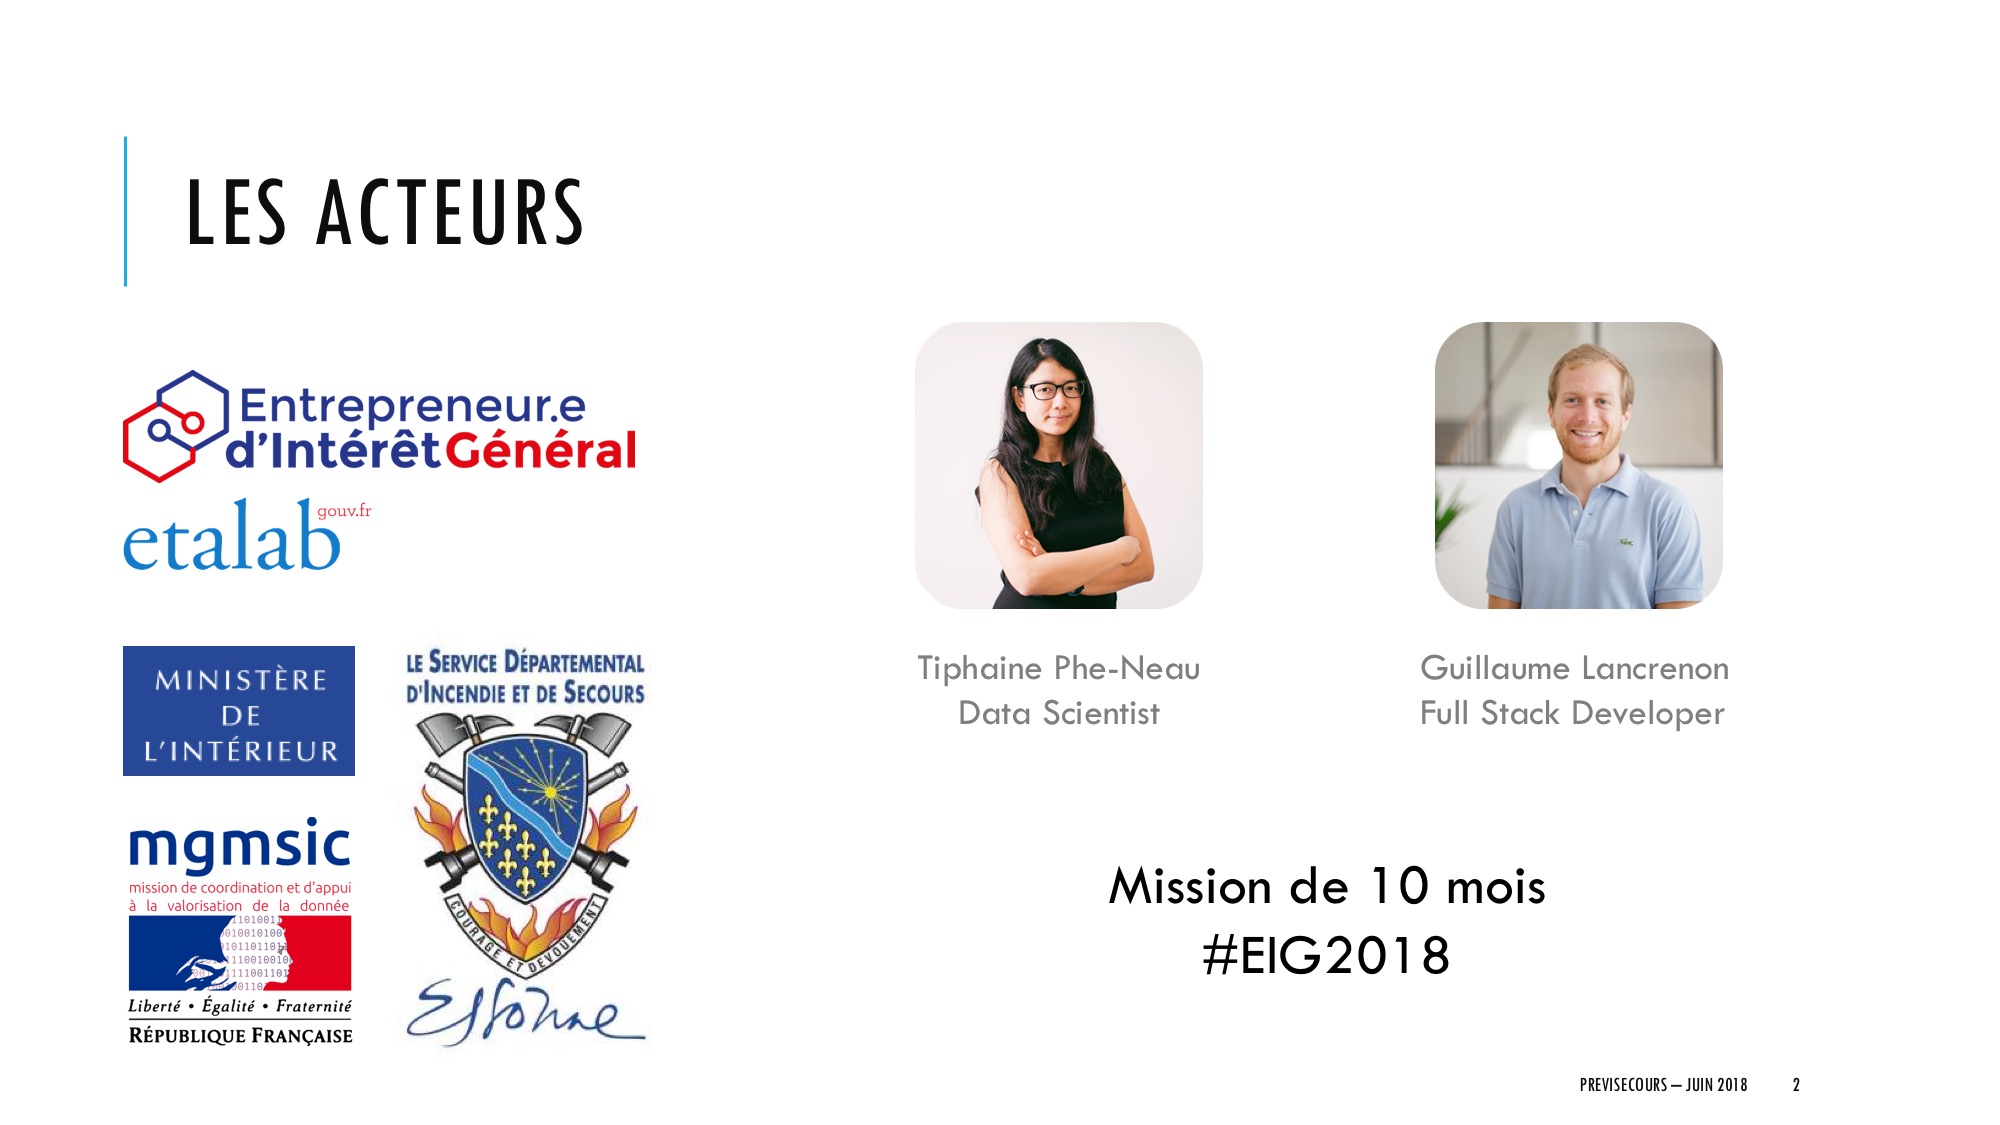 LES ACTEURS
Entrepreneur.e
d'Intérêt Général
etalab gouv.fr
MINISTÈRE
DE
L'INTÉRIEUR
mgmsic
mission de coordination et d'appui
à la valorisation de la donnée
Liberté • Égalité • Fraternité
RÉPUBLIQUE FRANÇAISE
LE SERVICE DÉPARTEMENTAL
D'INCENDIE ET DE SECOURS
COURAGE ET DEVOUEMENT
Essonne
Tiphaine Phe-Neau
Data Scientist
Guillaume Lancrenon
Full Stack Developer
Mission de 10 mois
#EIG2018
PREVISECOURS – JUIN 2018 2